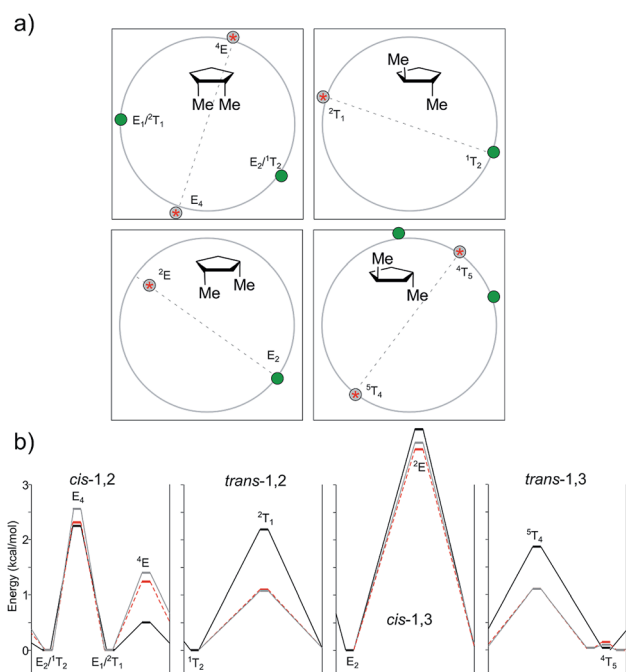 a)
⁴E
Me Me
E₁/²T₁
E₂/¹T₂
E₄
Me
Me
²T₁
¹T₂
²E
Me
Me
E₂
Me
⁴T₅
Me
⁵T₄
b)
cis-1,2
trans-1,2
trans-1,3
3
E₄
²E
²T₁
2
⁵T₄
Energy (kcal/mol)
⁴E
1
cis-1,3
0
E₂/¹T₂
E₁/²T₁
¹T₂
E₂
⁴T₅